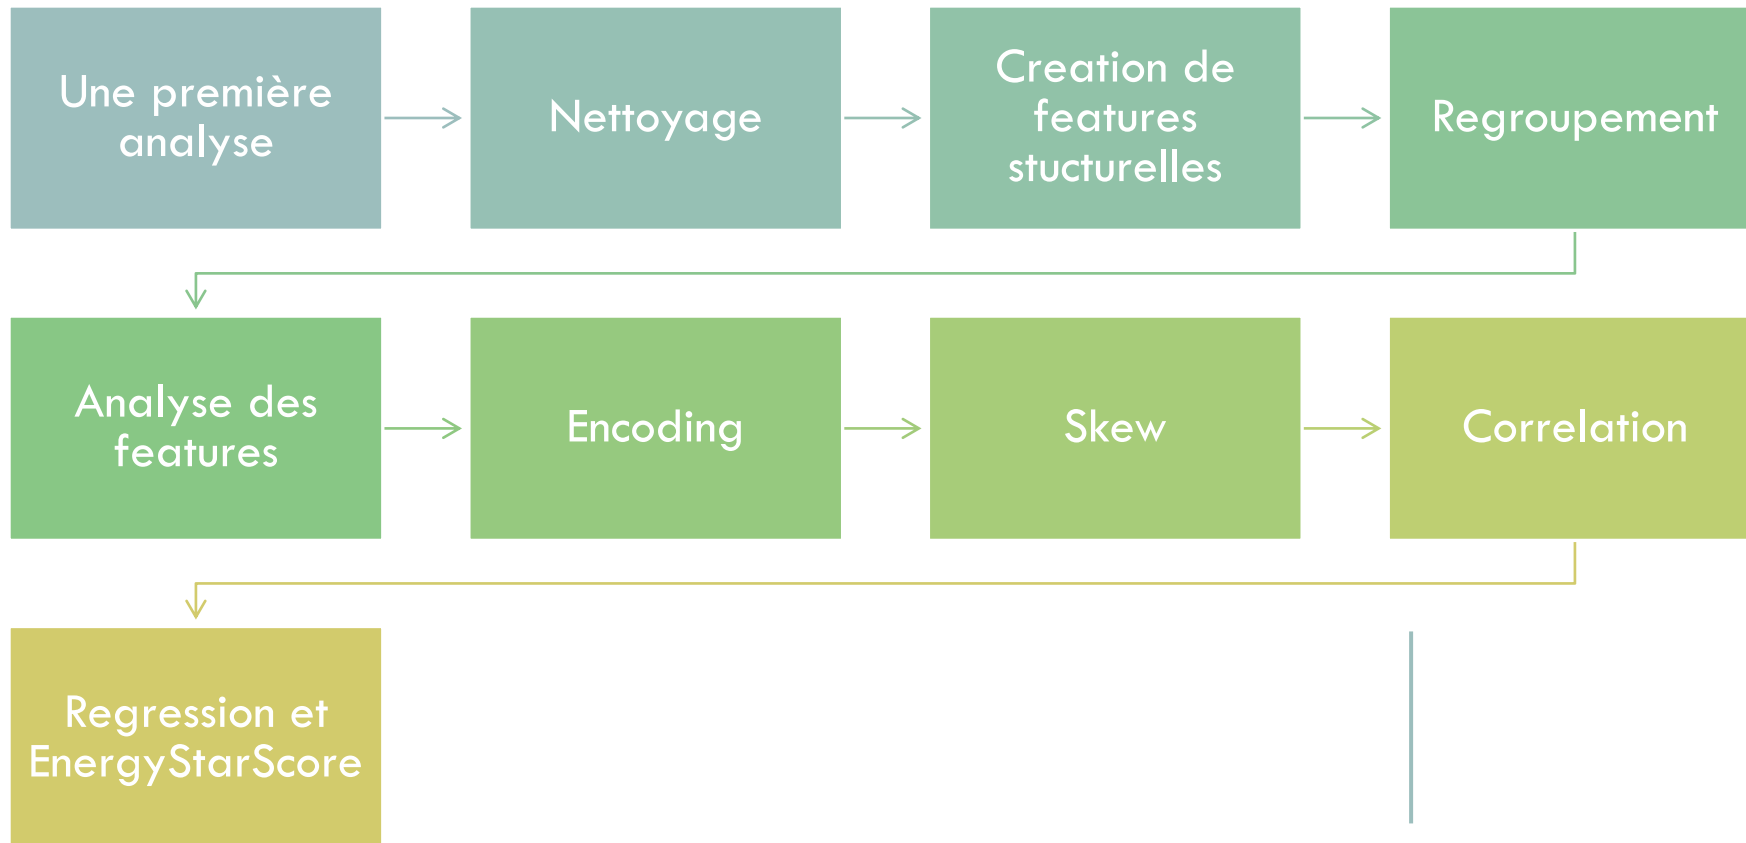 Une première
analyse
Nettoyage
Creation de
features
stucturelles
Regroupement
Analyse des
features
Encoding
Skew
Correlation
Regression et
EnergyStarScore